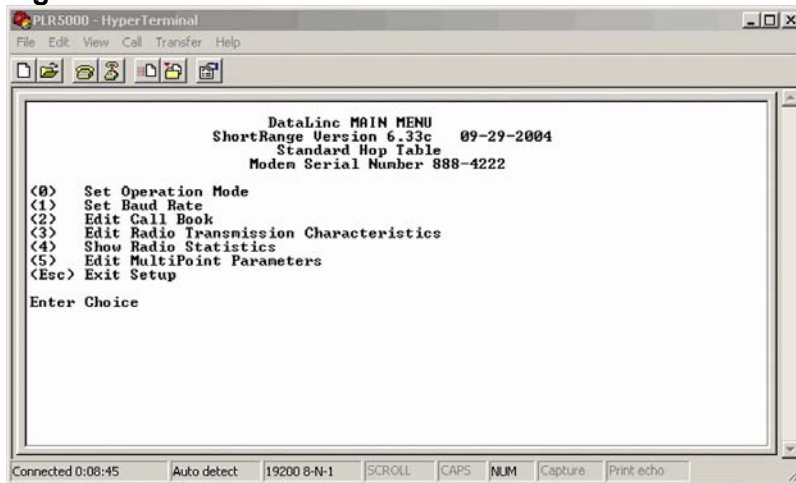 PLR5000 - HyperTerminal
File Edit View Call Transfer Help
DataLinc MAIN MENU
ShortRange Version 6.33c 09-29-2004
Standard Hop Table
Modem Serial Number 888-4222
<0> Set Operation Mode
<1> Set Baud Rate
<2> Edit Call Book
<3> Edit Radio Transmission Characteristics
<4> Show Radio Statistics
<5> Edit MultiPoint Parameters
<Esc> Exit Setup
Enter Choice
Connected 0:08:45 Auto detect 19200 8-N-1 SCROLL CAPS NUM Capture Print echo